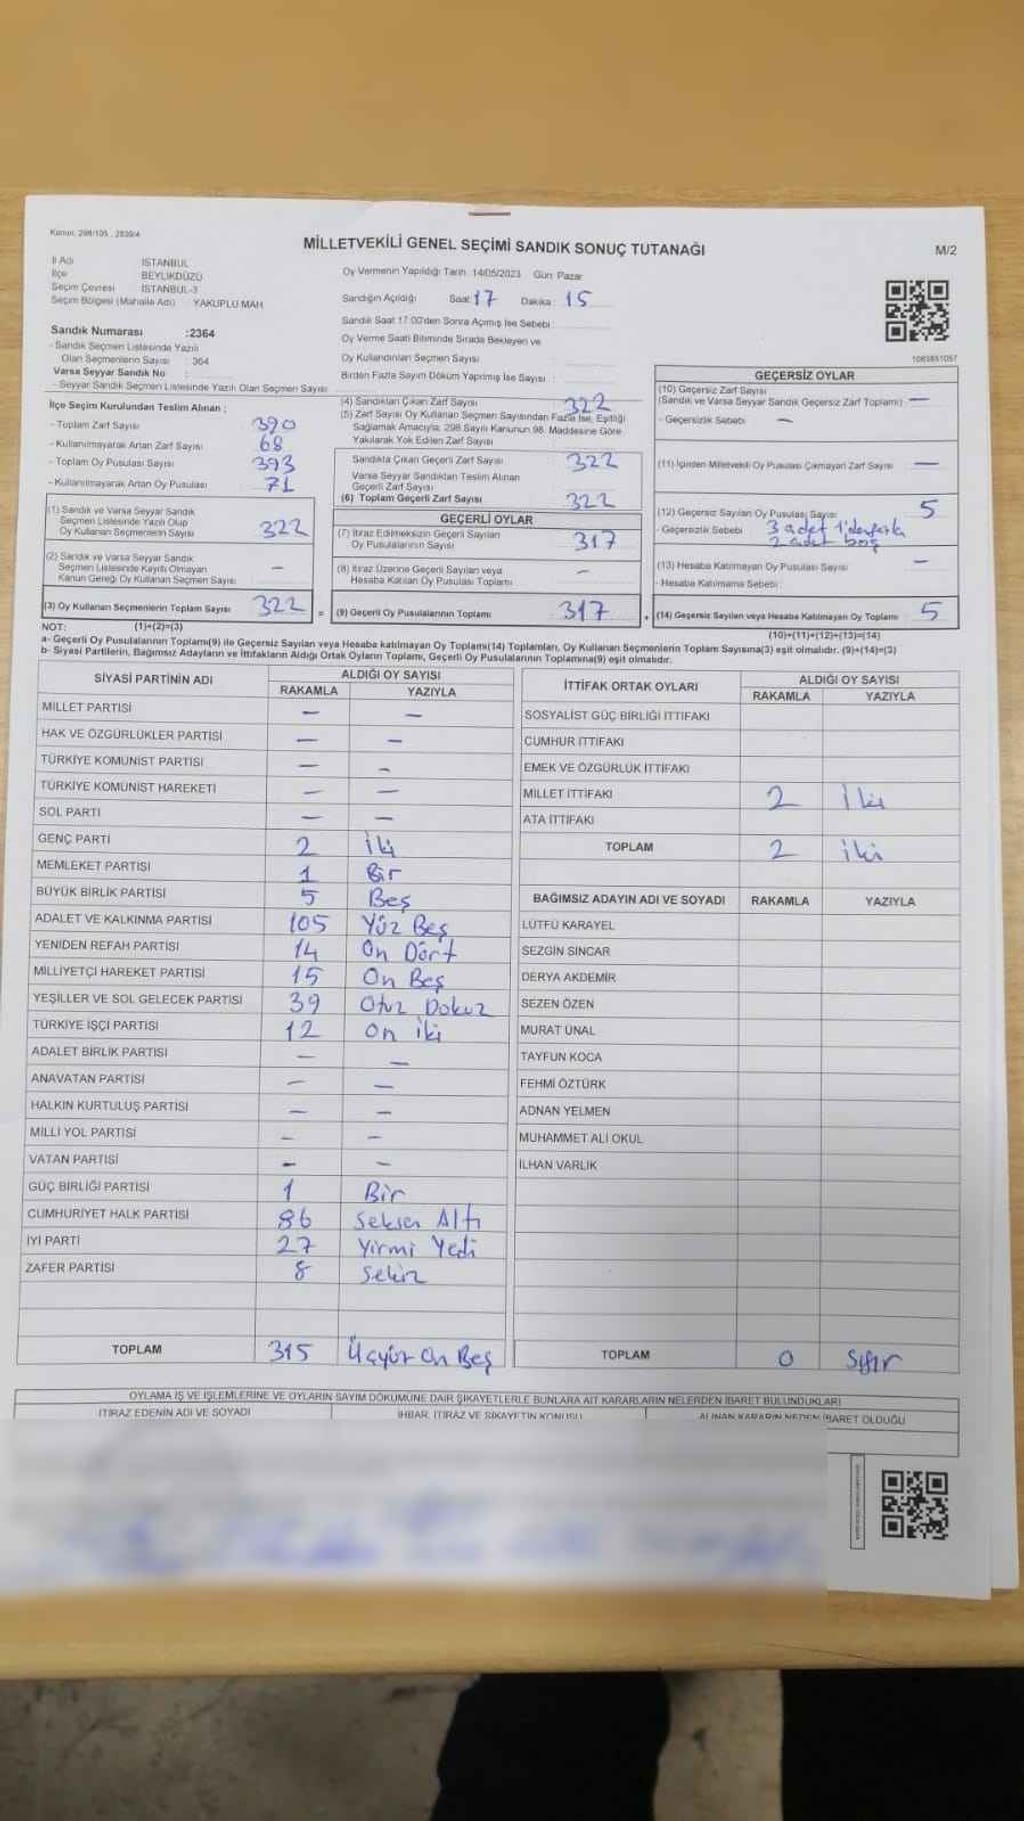 Kanun: 298/105 , 2839/4
MİLLETVEKİLİ GENEL SEÇİMİ SANDIK SONUÇ TUTANAĞI
M/2
İl Adı İSTANBUL
İlçe BEYLİKDÜZÜ
Seçim Çevresi İSTANBUL-3
Seçim Bölgesi (Mahalle Adı) YAKUPLU MAH
Oy Vermenin Yapıldığı Tarih 14/05/2023 Gün: Pazar
Sandığın Açıldığı Saat: 17 Dakika: 15
Sandık Saat 17:00'den Sonra Açılmış İse Sebebi
Oy Verme Saati Bitiminde Sırada Bekleyen ve
Oy Kullandırılan Seçmen Sayısı
Birden Fazla Sayım Döküm Yapılmış İse Sayısı
Sandık Numarası :2364
- Sandık Seçmen Listesinde Yazılı
Olan Seçmenlerin Sayısı : 364
Varsa Seyyar Sandık No :
- Seyyar Sandık Seçmen Listesinde Yazılı Olan Seçmen Sayısı
İlçe Seçim Kurulundan Teslim Alınan :
- Toplam Zarf Sayısı 390
- Kullanılmayarak Artan Zarf Sayısı 68
- Toplam Oy Pusulası Sayısı 393
- Kullanılmayarak Artan Oy Pusulası 71
(1) Sandık ve Varsa Seyyar Sandık
Seçmen Listesinde Yazılı Olup
Oy Kullanan Seçmenlerin Sayısı 322
(2) Sandık ve Varsa Seyyar Sandık
Seçmen Listesinde Kayıtlı Olmayan
Kanun Gereği Oy Kullanan Seçmen Sayısı —
(3) Oy Kullanan Seçmenlerin Toplam Sayısı 322 =
(1)+(2)=(3)
(4) Sandıktan Çıkan Zarf Sayısı 322
(5) Zarf Sayısı Oy Kullanan Seçmen Sayısından Fazla İse, Eşitliği
Sağlamak Amacıyla, 298 Sayılı Kanunun 98. Maddesine Göre
Yakılarak Yok Edilen Zarf Sayısı
Sandıkta Çıkan Geçerli Zarf Sayısı 322
Varsa Seyyar Sandıktan Teslim Alınan
Geçerli Zarf Sayısı
(6) Toplam Geçerli Zarf Sayısı 322
GEÇERLİ OYLAR
(7) İtiraz Edilmeksizin Geçerli Sayılan
Oy Pusulalarının Sayısı 317
(8) İtiraz Üzerine Geçerli Sayılan veya
Hesaba Katılan Oy Pusulası Toplamı —
(9) Geçerli Oy Pusulalarının Toplamı 317 +
1083851057
GEÇERSİZ OYLAR
(10) Geçersiz Zarf Sayısı
(Sandık ve Varsa Seyyar Sandık Geçersiz Zarf Toplamı) —
- Geçersizlik Sebebi —
(11) İçinden Milletvekili Oy Pusulası Çıkmayan Zarf Sayısı —
(12) Geçersiz Sayılan Oy Pusulası Sayısı 5
- Geçersizlik Sebebi 3 adet 1'den fazla
2 adet boş
(13) Hesaba Katılmayan Oy Pusulası Sayısı —
- Hesaba Katılmama Sebebi
(14) Geçersiz Sayılan veya Hesaba Katılmayan Oy Toplamı 5
(10)+(11)+(12)+(13)=(14)
NOT:
a- Geçerli Oy Pusulalarının Toplamı(9) ile Geçersiz Sayılan veya Hesaba katılmayan Oy Toplamı(14) Toplamları, Oy Kullanan Seçmenlerin Toplam Sayısına(3) eşit olmalıdır. (9)+(14)=(3)
b- Siyasi Partilerin, Bağımsız Adayların ve İttifakların Aldığı Ortak Oyların Toplamı, Geçerli Oy Pusulalarının Toplamına(9) eşit olmalıdır.
SİYASİ PARTİNİN ADI ALDIĞI OY SAYISI
RAKAMLA YAZIYLA
MİLLET PARTİSİ — —
HAK VE ÖZGÜRLÜKLER PARTİSİ — —
TÜRKİYE KOMÜNİST PARTİSİ — —
TÜRKİYE KOMÜNİST HAREKETİ — —
SOL PARTİ — —
GENÇ PARTİ 2 İki
MEMLEKET PARTİSİ 1 Bir
BÜYÜK BİRLİK PARTİSİ 5 Beş
ADALET VE KALKINMA PARTİSİ 105 Yüz Beş
YENİDEN REFAH PARTİSİ 14 On Dört
MİLLİYETÇİ HAREKET PARTİSİ 15 On Beş
YEŞİLLER VE SOL GELECEK PARTİSİ 39 Otuz Dokuz
TÜRKİYE İŞÇİ PARTİSİ 12 On İki
ADALET BİRLİK PARTİSİ — —
ANAVATAN PARTİSİ — —
HALKIN KURTULUŞ PARTİSİ — —
MİLLİ YOL PARTİSİ — —
VATAN PARTİSİ — —
GÜÇ BİRLİĞİ PARTİSİ 1 Bir
CUMHURİYET HALK PARTİSİ 86 Seksen Altı
İYİ PARTİ 27 Yirmi Yedi
ZAFER PARTİSİ 8 Sekiz
TOPLAM 315 Üçyüz On Beş
İTTİFAK ORTAK OYLARI ALDIĞI OY SAYISI
RAKAMLA YAZIYLA
SOSYALİST GÜÇ BİRLİĞİ İTTİFAKI
CUMHUR İTTİFAKI
EMEK VE ÖZGÜRLÜK İTTİFAKI
MİLLET İTTİFAKI 2 İki
ATA İTTİFAKI
TOPLAM 2 İki
BAĞIMSIZ ADAYIN ADI VE SOYADI RAKAMLA YAZIYLA
LÜTFÜ KARAYEL
SEZGİN SİNCAR
DERYA AKDEMİR
SEZEN ÖZEN
MURAT ÜNAL
TAYFUN KOCA
FEHMİ ÖZTÜRK
ADNAN YELMEN
MUHAMMET ALİ OKUL
İLHAN VARLIK
TOPLAM 0 Sıfır
OYLAMA İŞ VE İŞLEMLERİNE VE OYLARIN SAYIM DÖKÜMÜNE DAİR ŞİKAYETLERLE BUNLARA AİT KARARLARIN NELERDEN İBARET BULUNDUKLARI
İTİRAZ EDENİN ADI VE SOYADI İHBAR, İTİRAZ VE ŞİKAYETİN KONUSU ALINAN KARARIN NEDEN İBARET OLDUĞU